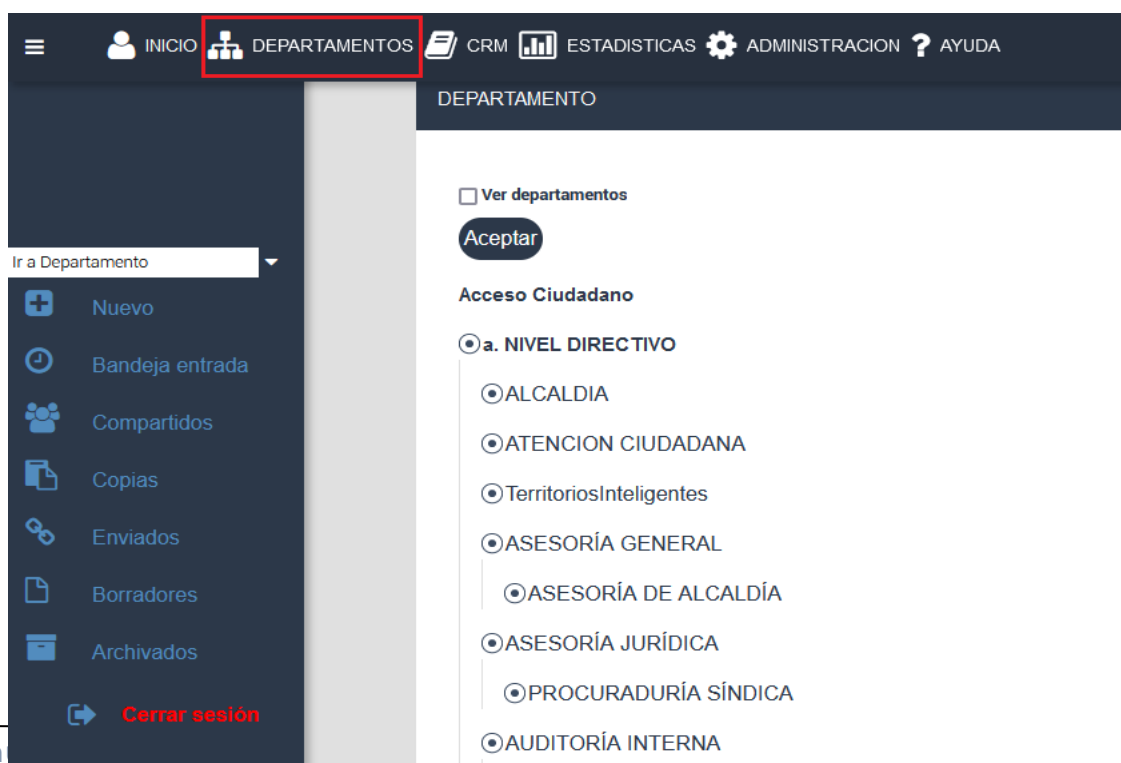 INICIO DEPARTAMENTOS CRM ESTADISTICAS ADMINISTRACION ? AYUDA
DEPARTAMENTO
Ver departamentos
Aceptar
Ir a Departamento
Nuevo
Bandeja entrada
Compartidos
Copias
Enviados
Borradores
Archivados
Cerrar sesión
Acceso Ciudadano
a. NIVEL DIRECTIVO
ALCALDIA
ATENCION CIUDADANA
TerritoriosInteligentes
ASESORÍA GENERAL
ASESORÍA DE ALCALDÍA
ASESORÍA JURÍDICA
PROCURADURÍA SÍNDICA
AUDITORÍA INTERNA